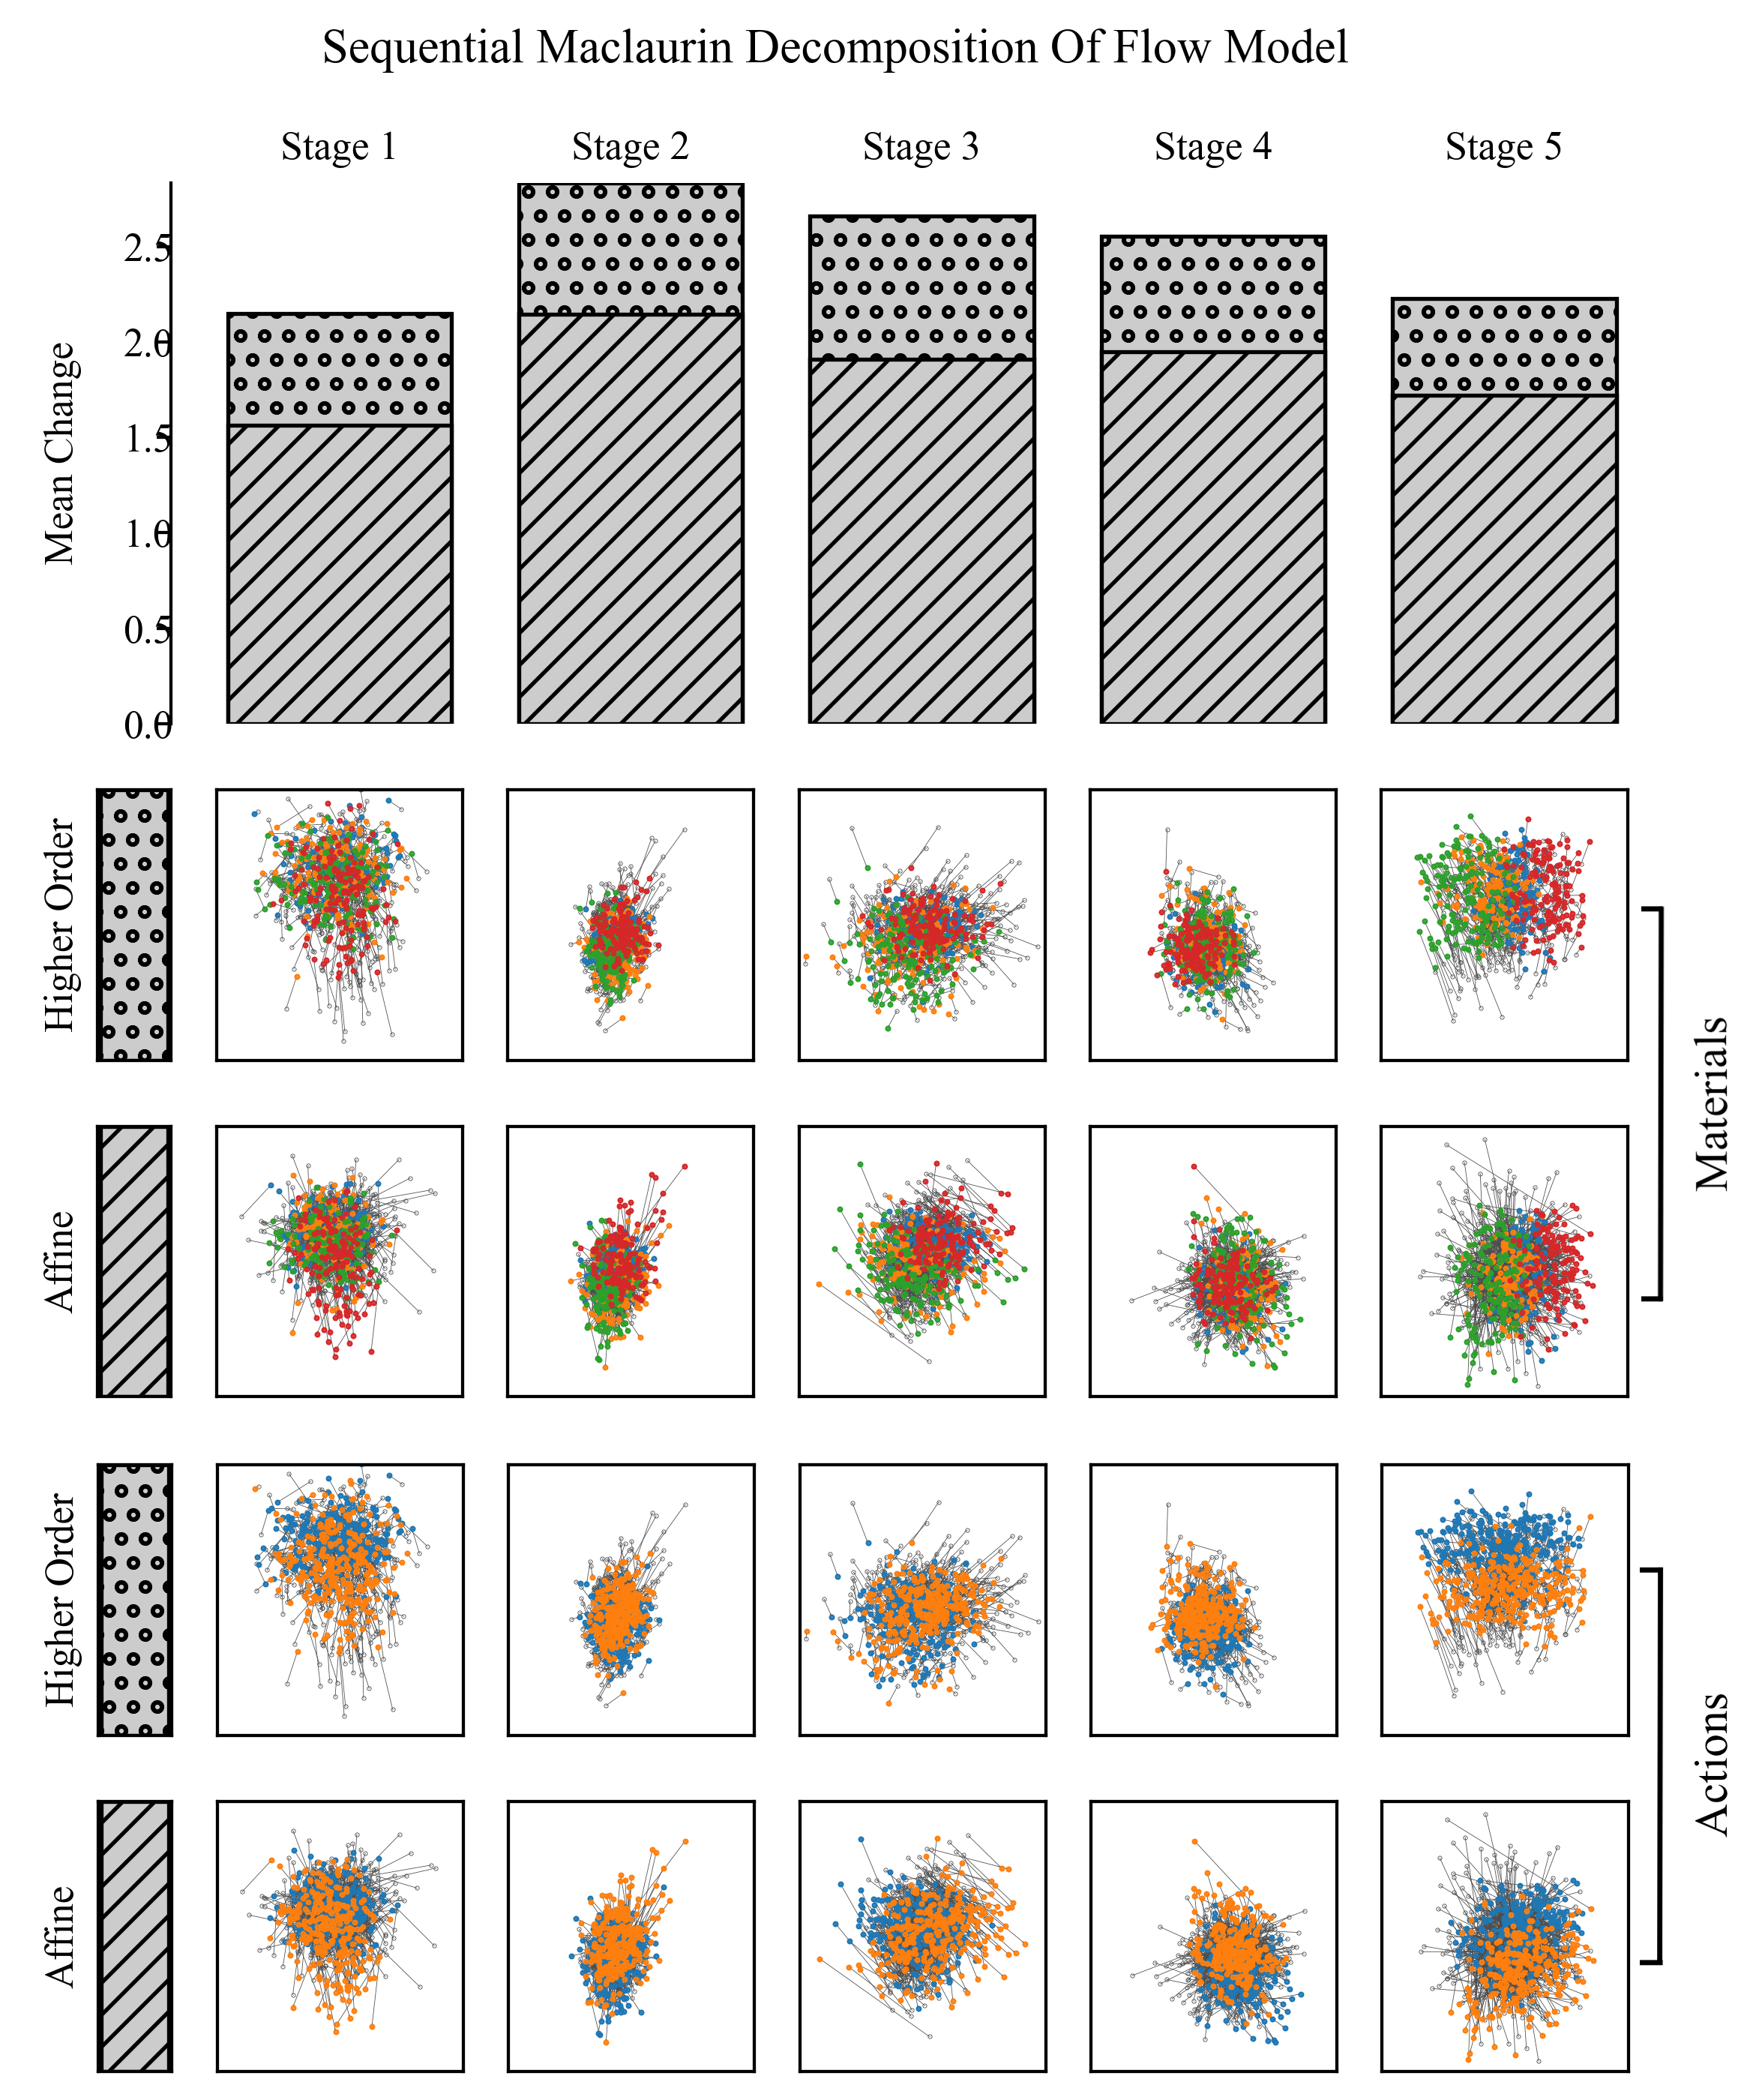 Sequential Maclaurin Decomposition Of Flow Model
Stage 1 Stage 2 Stage 3 Stage 4 Stage 5
Mean Change
2.5
2.0
1.5
1.0
0.5
0.0
Higher Order
Affine
Materials
Higher Order
Affine
Actions